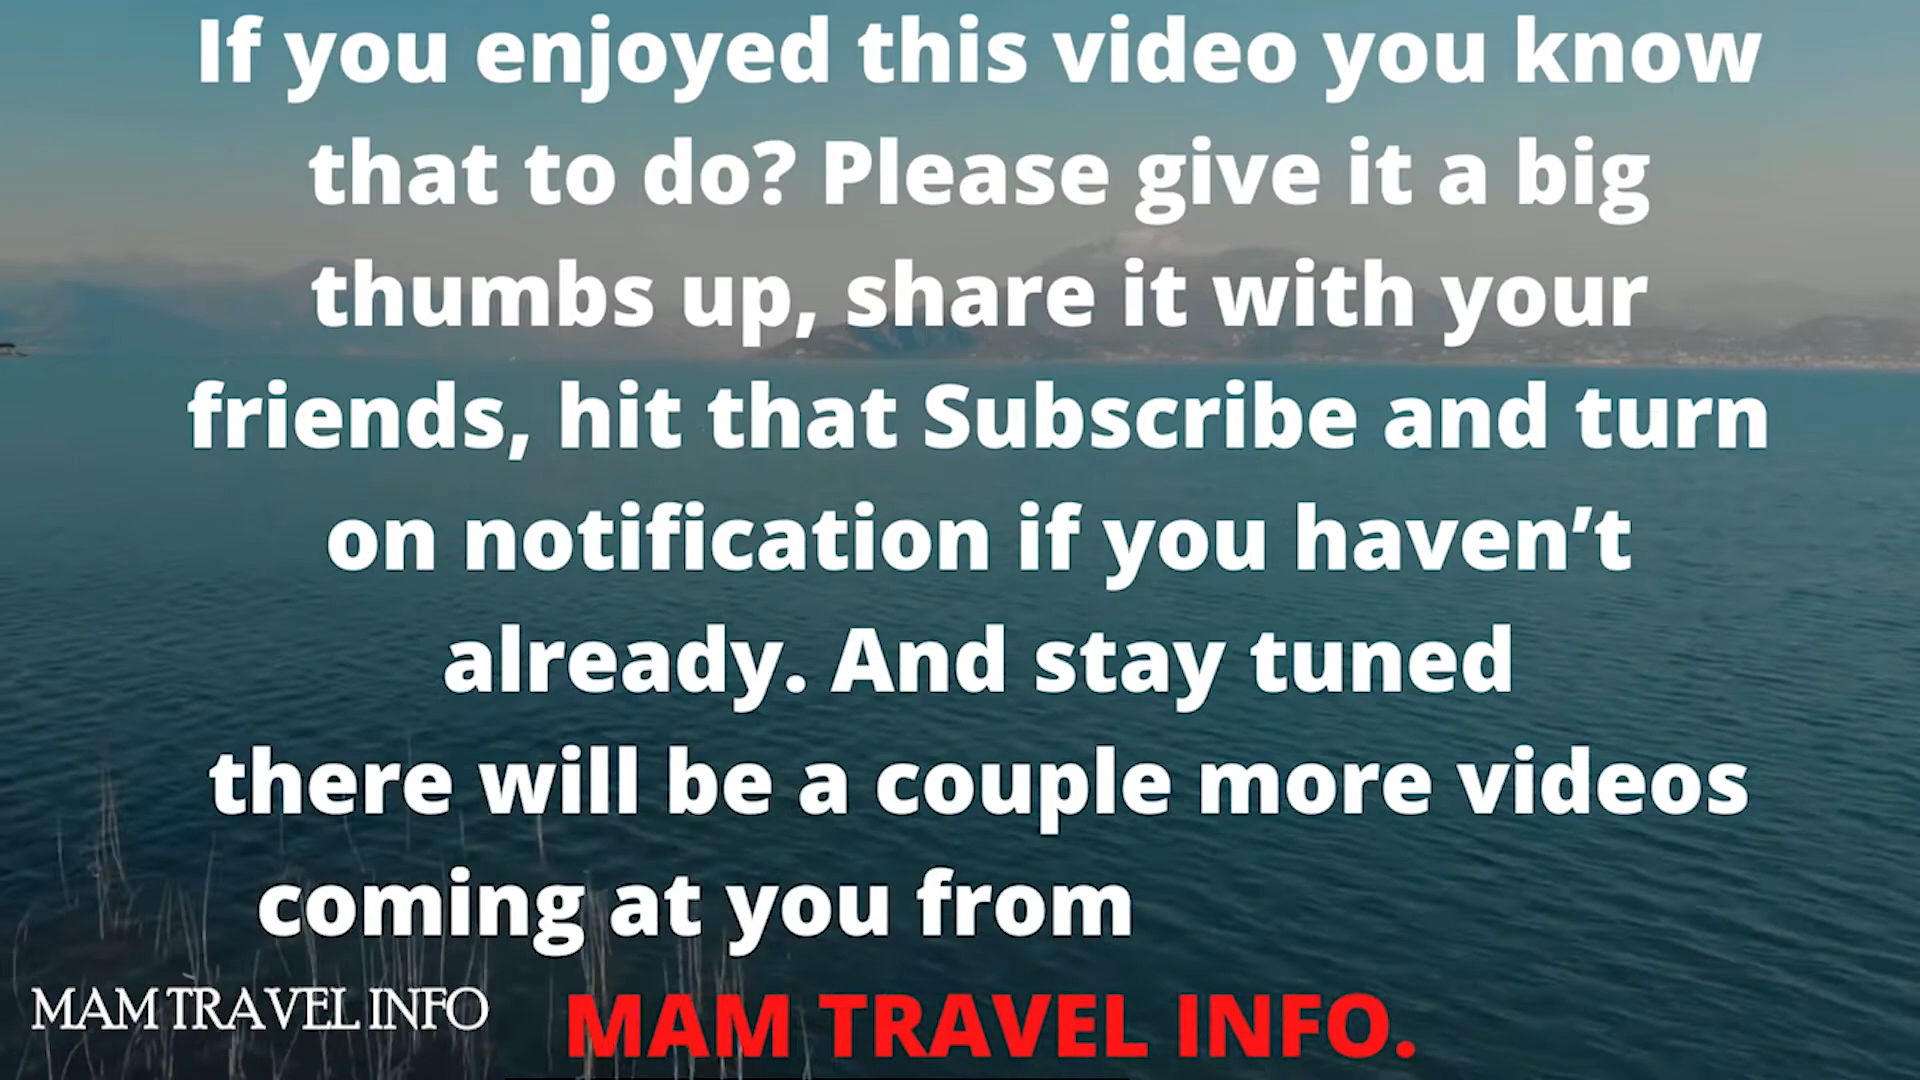 If you enjoyed this video you know
that to do? Please give it a big
thumbs up, share it with your
friends, hit that Subscribe and turn
on notification if you haven’t
already. And stay tuned
there will be a couple more videos
coming at you from
MAM TRAVEL INFO.
MAM TRAVEL INFO